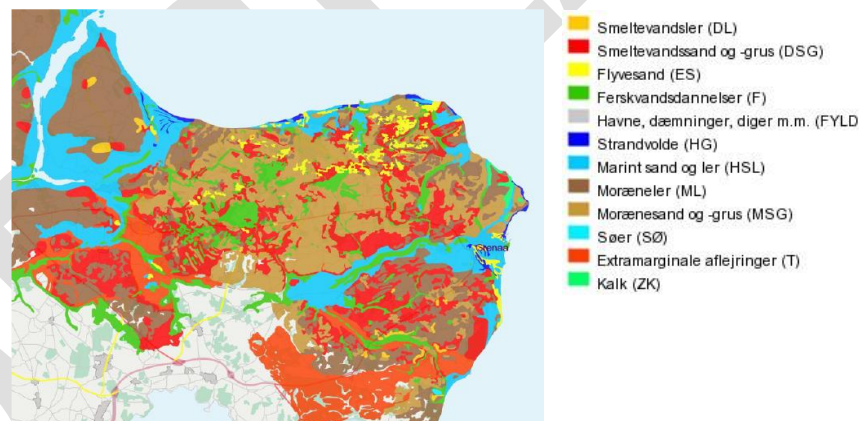 Smeltevandsler (DL)
Smeltevandssand og -grus (DSG)
Flyvesand (ES)
Ferskvandsdannelser (F)
Havne, dæmninger, diger m.m. (FYLD
Strandvolde (HG)
Marint sand og ler (HSL)
Moræneler (ML)
Morænesand og -grus (MSG)
Søer (SØ)
Extramarginale aflejringer (T)
Kalk (ZK)
Grenaa